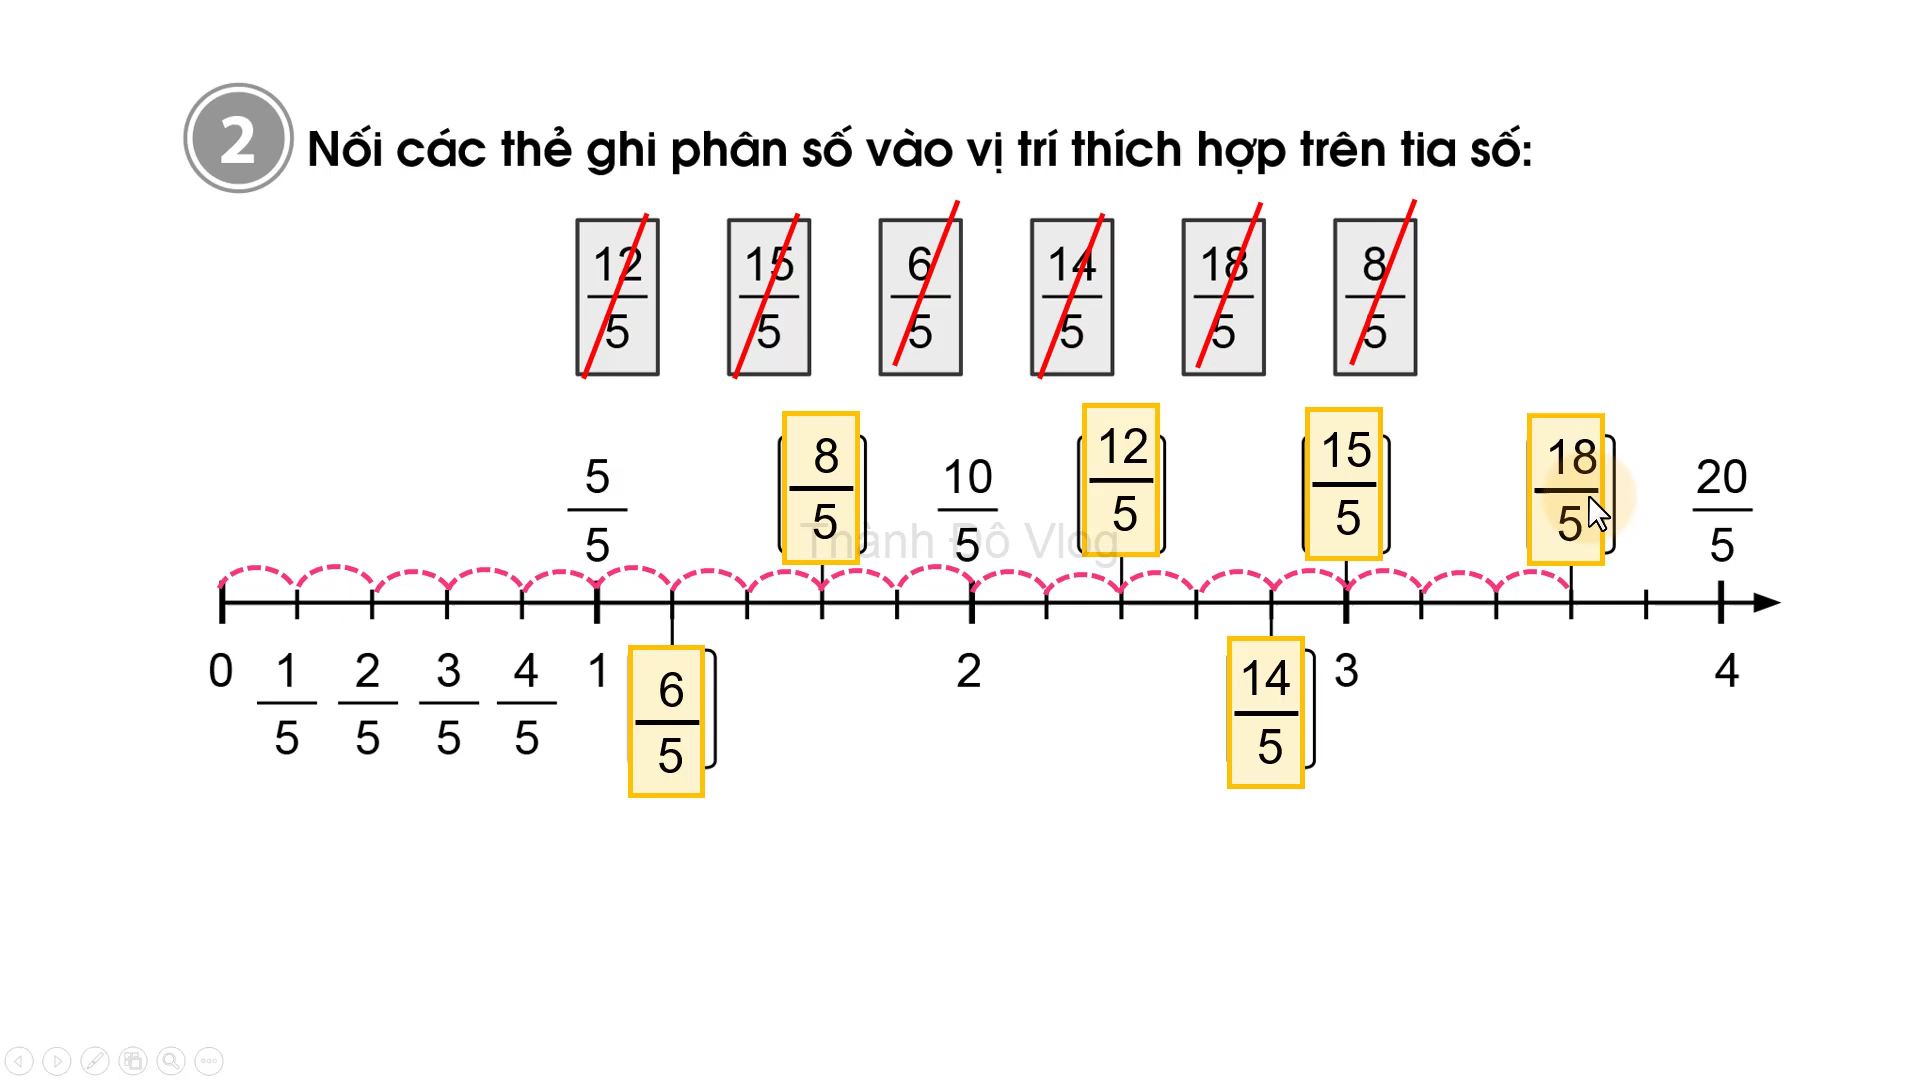 2
Nối các thẻ ghi phân số vào vị trí thích hợp trên tia số:
12/5 15/5 6/5 14/5 18/5 8/5
5/5 8/5 10/5 12/5 15/5 18/5 20/5
Thành Đô Vlog
0 1/5 2/5 3/5 4/5 1 6/5 2 14/5 3 4